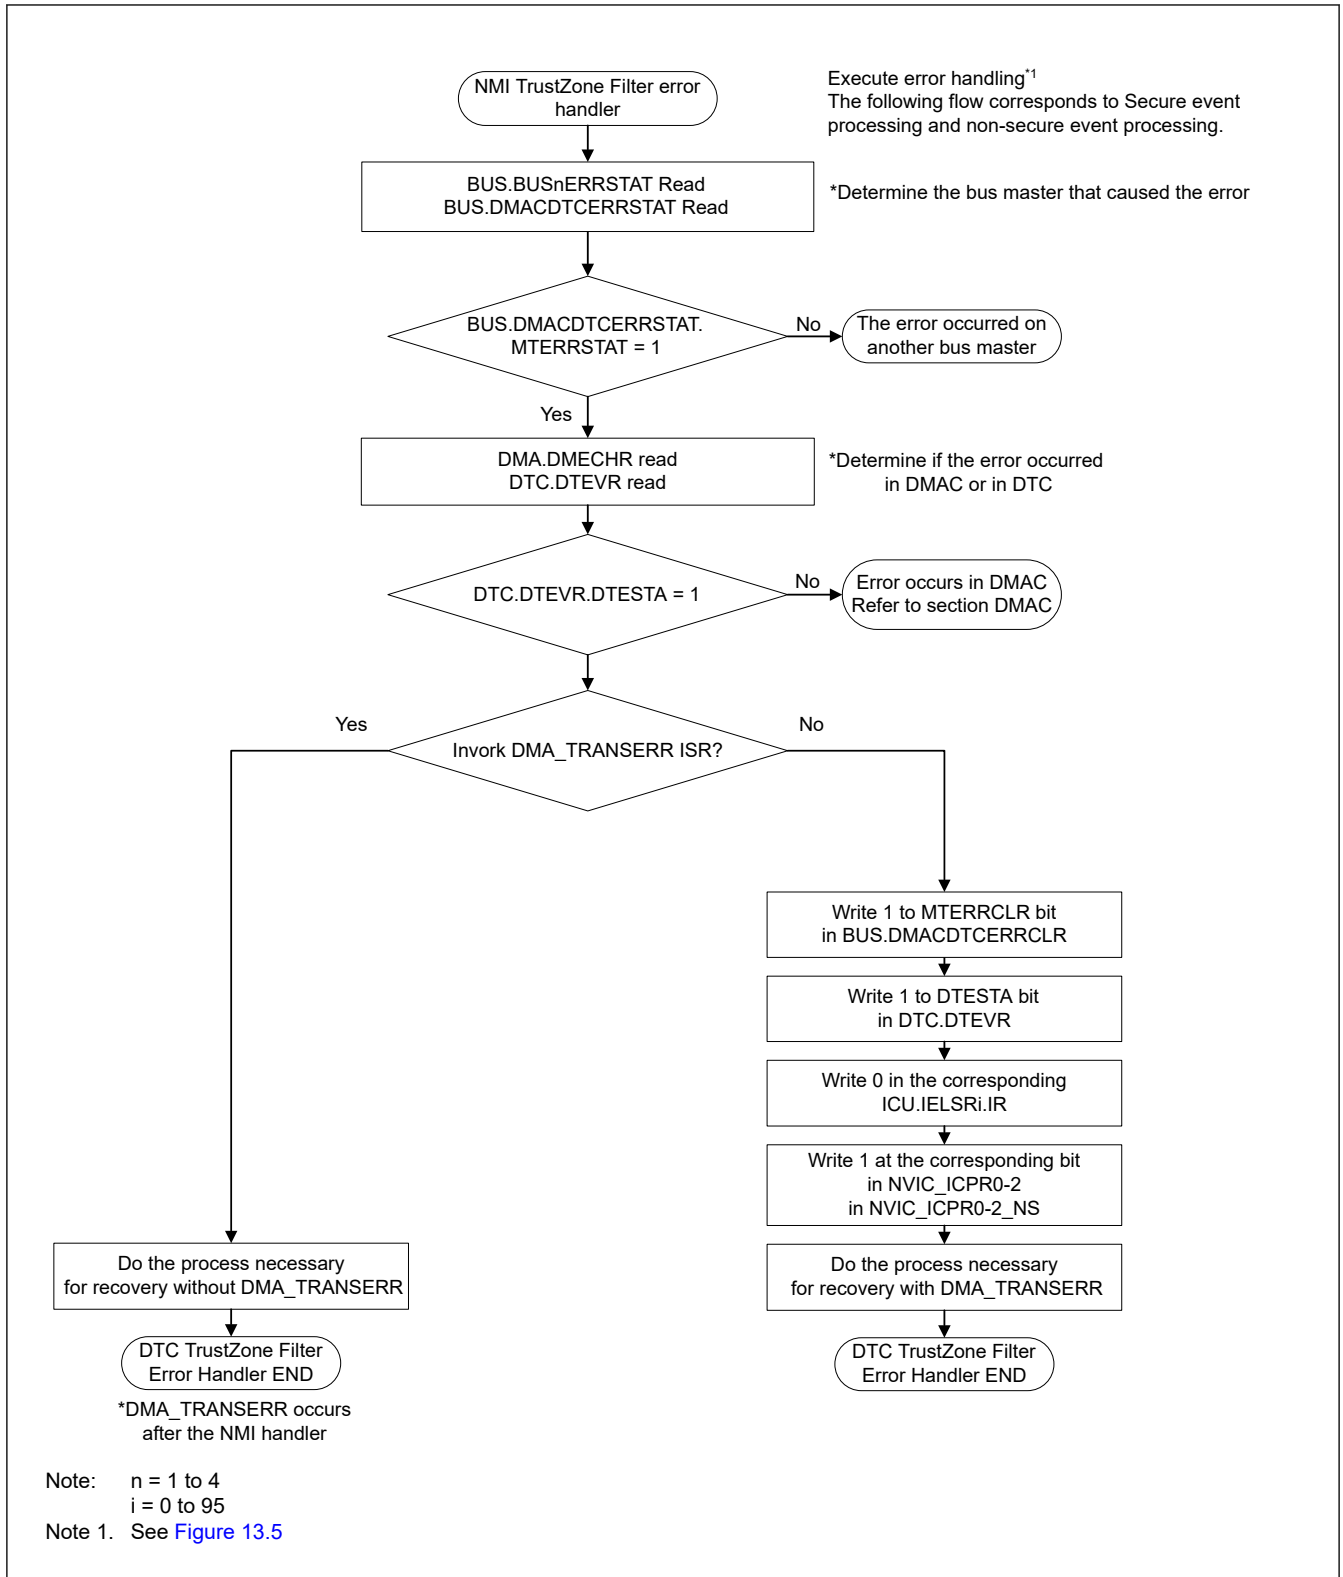 NMI TrustZone Filter error
handler
Execute error handling*1
The following flow corresponds to Secure event
processing and non-secure event processing.
BUS.BUSnERRSTAT Read
BUS.DMACDTCERRSTAT Read
*Determine the bus master that caused the error
BUS.DMACDTCERRSTAT.
MTERRSTAT = 1
No
The error occurred on
another bus master
Yes
DMA.DMECHR read
DTC.DTEVR read
*Determine if the error occurred
in DMAC or in DTC
DTC.DTEVR.DTESTA = 1
No
Error occurs in DMAC
Refer to section DMAC
Yes
Invork DMA_TRANSERR ISR?
No
Write 1 to MTERRCLR bit
in BUS.DMACDTCERRCLR
Write 1 to DTESTA bit
in DTC.DTEVR
Write 0 in the corresponding
ICU.IELSRi.IR
Write 1 at the corresponding bit
in NVIC_ICPR0-2
in NVIC_ICPR0-2_NS
Do the process necessary
for recovery without DMA_TRANSERR
Do the process necessary
for recovery with DMA_TRANSERR
DTC TrustZone Filter
Error Handler END
DTC TrustZone Filter
Error Handler END
*DMA_TRANSERR occurs
after the NMI handler
Note: n = 1 to 4
i = 0 to 95
Note 1. See Figure 13.5